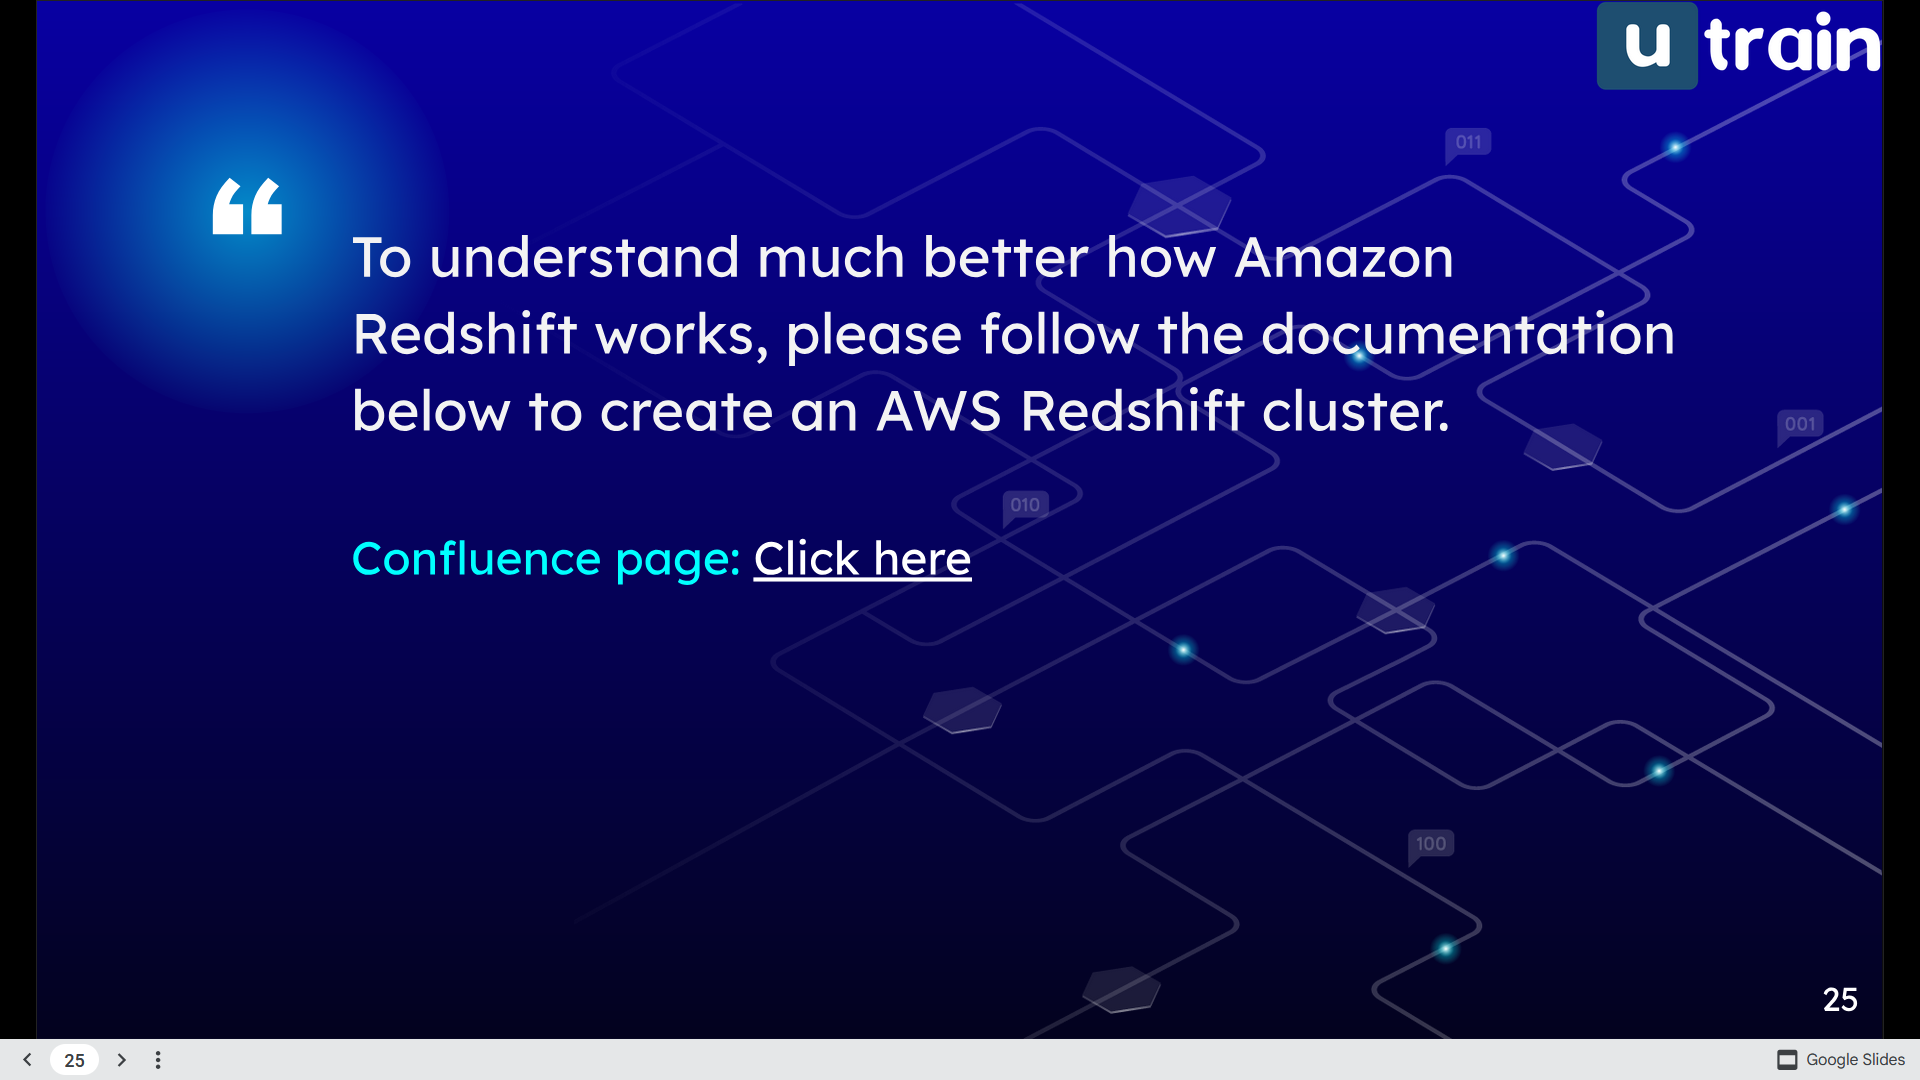 u train
011
“
To understand much better how Amazon
Redshift works, please follow the documentation
below to create an AWS Redshift cluster.
001
010
Confluence page: Click here
100
25
25
Google Slides